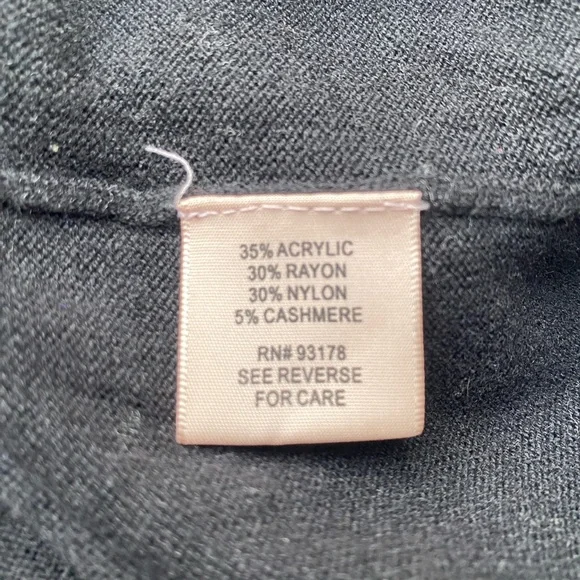 35% ACRYLIC
30% RAYON
30% NYLON
5% CASHMERE
RN# 93178
SEE REVERSE
FOR CARE